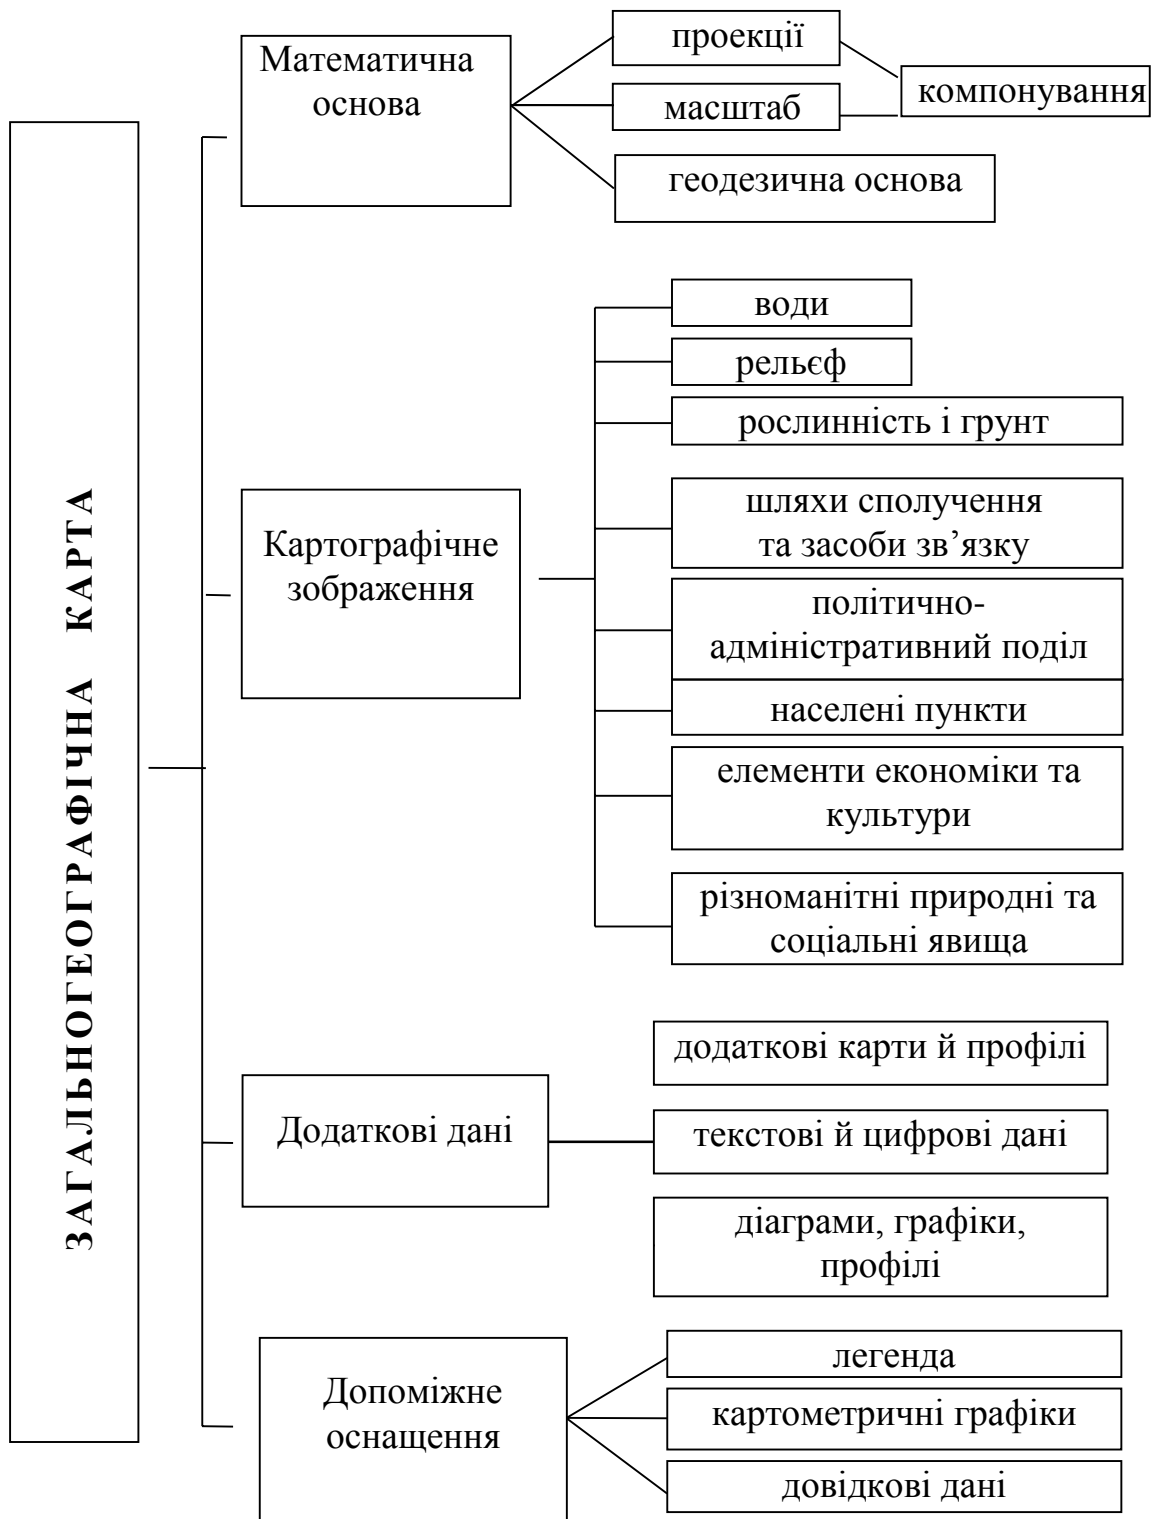 ЗАГАЛЬНОГЕОГРАФІЧНА КАРТА
Математична
основа
проекції
масштаб
компонування
геодезична основа
Картографічне
зображення
води
рельєф
рослинність і грунт
шляхи сполучення
та засоби зв’язку
політично-
адміністративний поділ
населені пункти
елементи економіки та
культури
різноманітні природні та
соціальні явища
Додаткові дані
додаткові карти й профілі
текстові й цифрові дані
діаграми, графіки,
профілі
Допоміжне
оснащення
легенда
картометричні графіки
довідкові дані